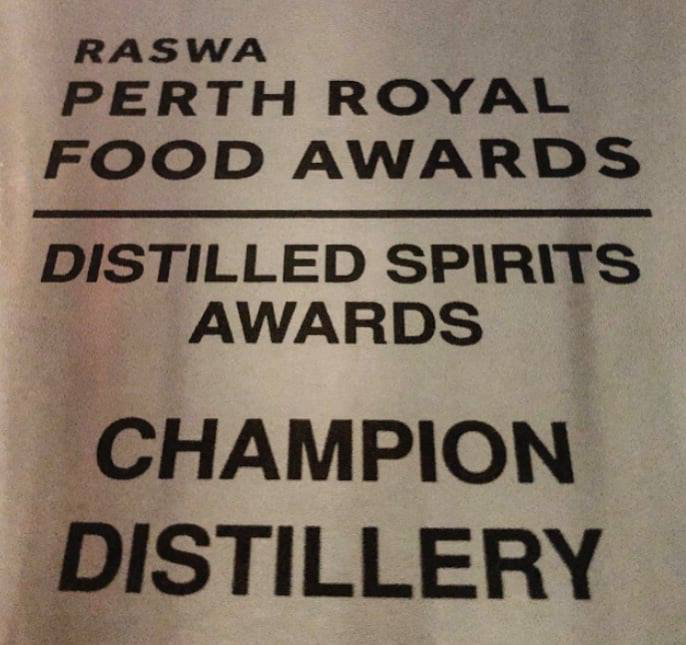 RASWA
PERTH ROYAL
FOOD AWARDS
DISTILLED SPIRITS
AWARDS
CHAMPION
DISTILLERY